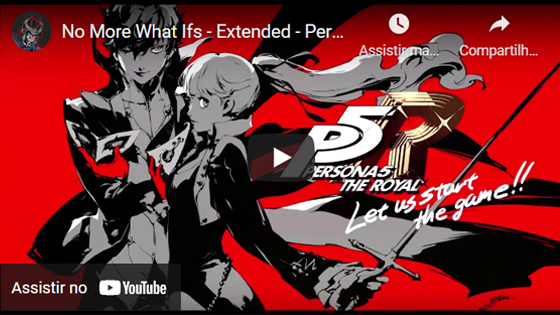 No More What Ifs - Extended - Per...
Assistir ma...
Compartilh...
P5R
PERSONA5
THE ROYAL
Let us start
the game!!
Assistir no YouTube